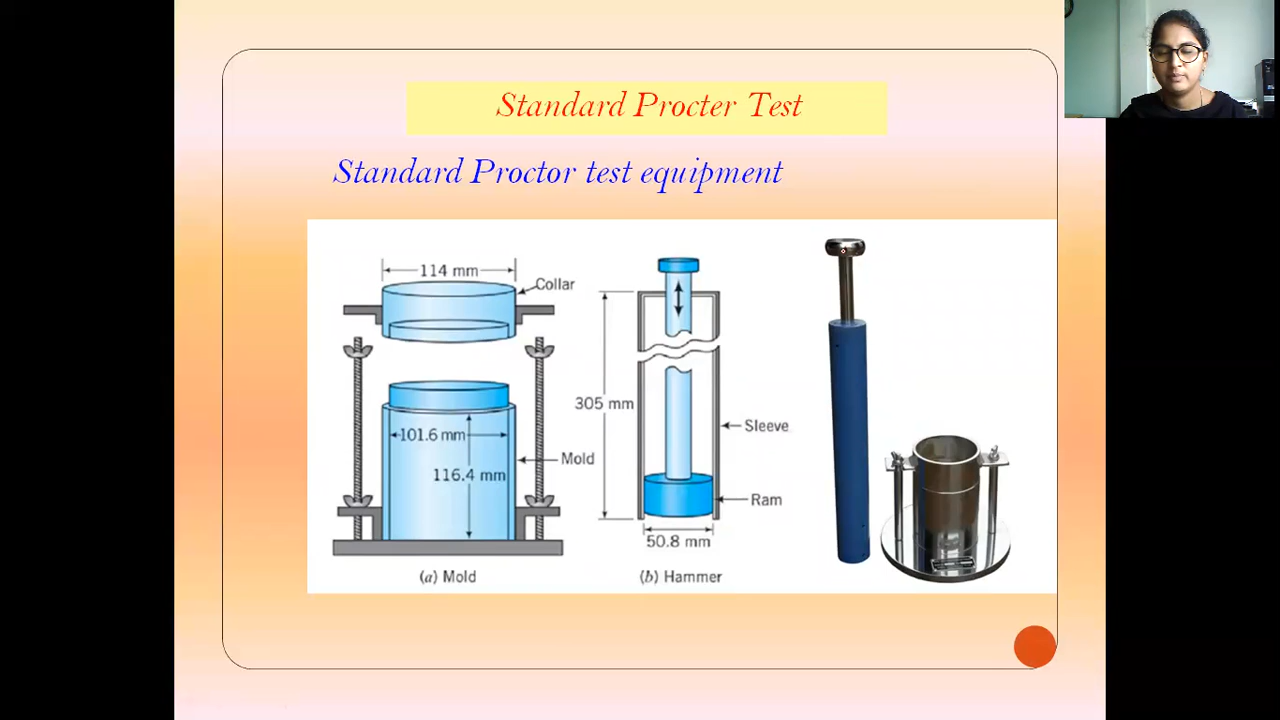 Standard Procter Test
Standard Proctor test equipment
114 mm
Collar
101.6 mm
Mold
116.4 mm
(a) Mold
305 mm
Sleeve
Ram
50.8 mm
(b) Hammer